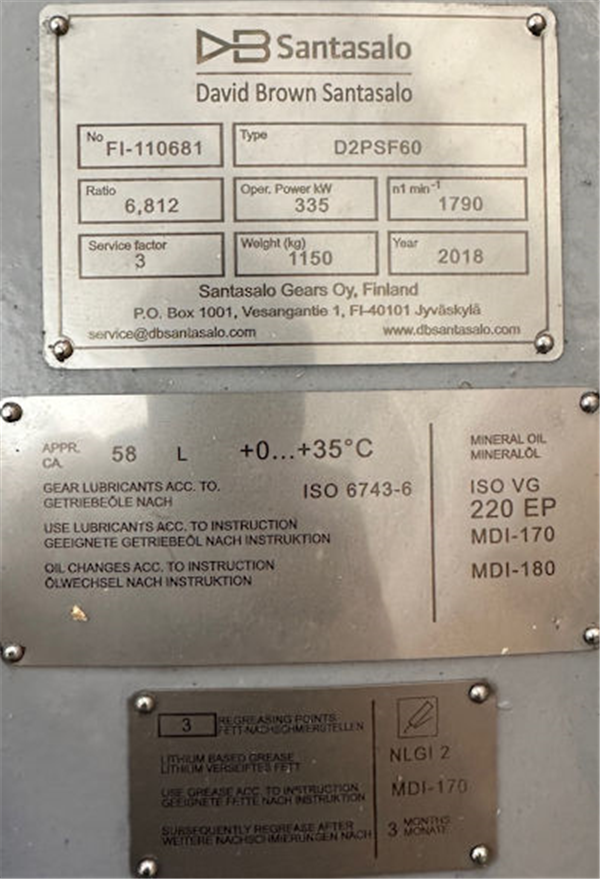 DB Santasalo
David Brown Santasalo
No FI-110681
Type D2PSF60
Ratio 6,812
Oper. Power kW 335
n1 min⁻¹ 1790
Service factor 3
Weight (kg) 1150
Year 2018
Santasalo Gears Oy, Finland
P.O. Box 1001, Vesangantie 1, FI-40101 Jyväskylä
service@dbsantasalo.com www.dbsantasalo.com
APPR. CA. 58 L +0...+35°C
GEAR LUBRICANTS ACC. TO. ISO 6743-6
GETRIEBEÖLE NACH
USE LUBRICANTS ACC. TO INSTRUCTION
GEEIGNETE GETRIEBEÖL NACH INSTRUKTION
OIL CHANGES ACC. TO INSTRUCTION
ÖLWECHSEL NACH INSTRUKTION
MINERAL OIL
MINERALÖL
ISO VG
220 EP
MDI-170
MDI-180
3 REGREASING POINTS
FETT-NACHSCHMIERSTELLEN
LITHIUM BASED GREASE
LITHIUM VERSEIFTES FETT
USE GREASE ACC. TO INSTRUCTION
GEEIGNETE FETTE NACH INSTRUKTION
SUBSEQUENTLY REGREASE AFTER
WEITERE NACHSCHMIERUNGEN NACH
NLGI 2
MDI-170
3 MONTHS
MONATE